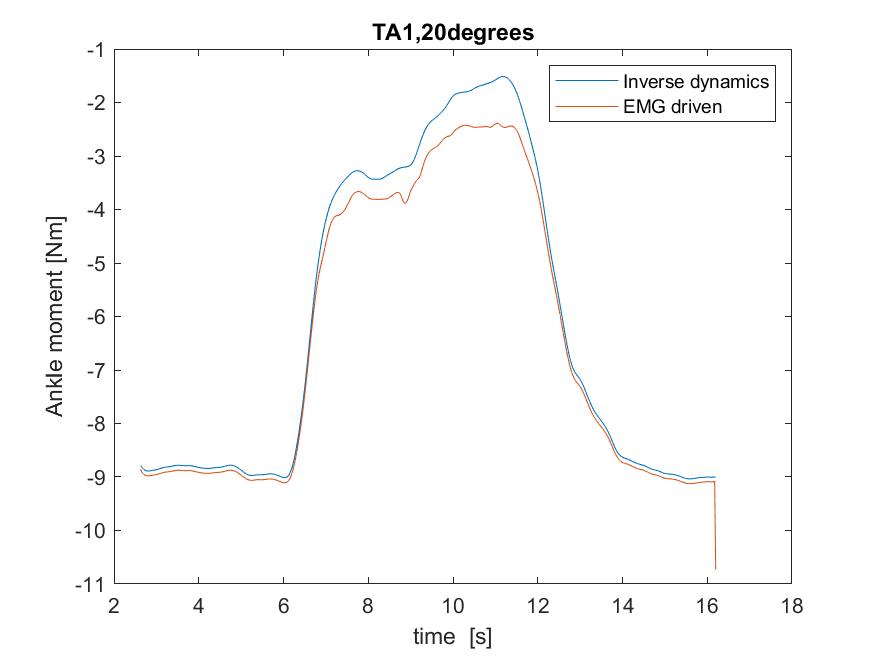 TA1,20degrees
-1
-2
-3
-4
-5
-6
-7
-8
-9
-10
-11
Ankle moment [Nm]
Inverse dynamics
EMG driven
2 4 6 8 10 12 14 16 18
time [s]